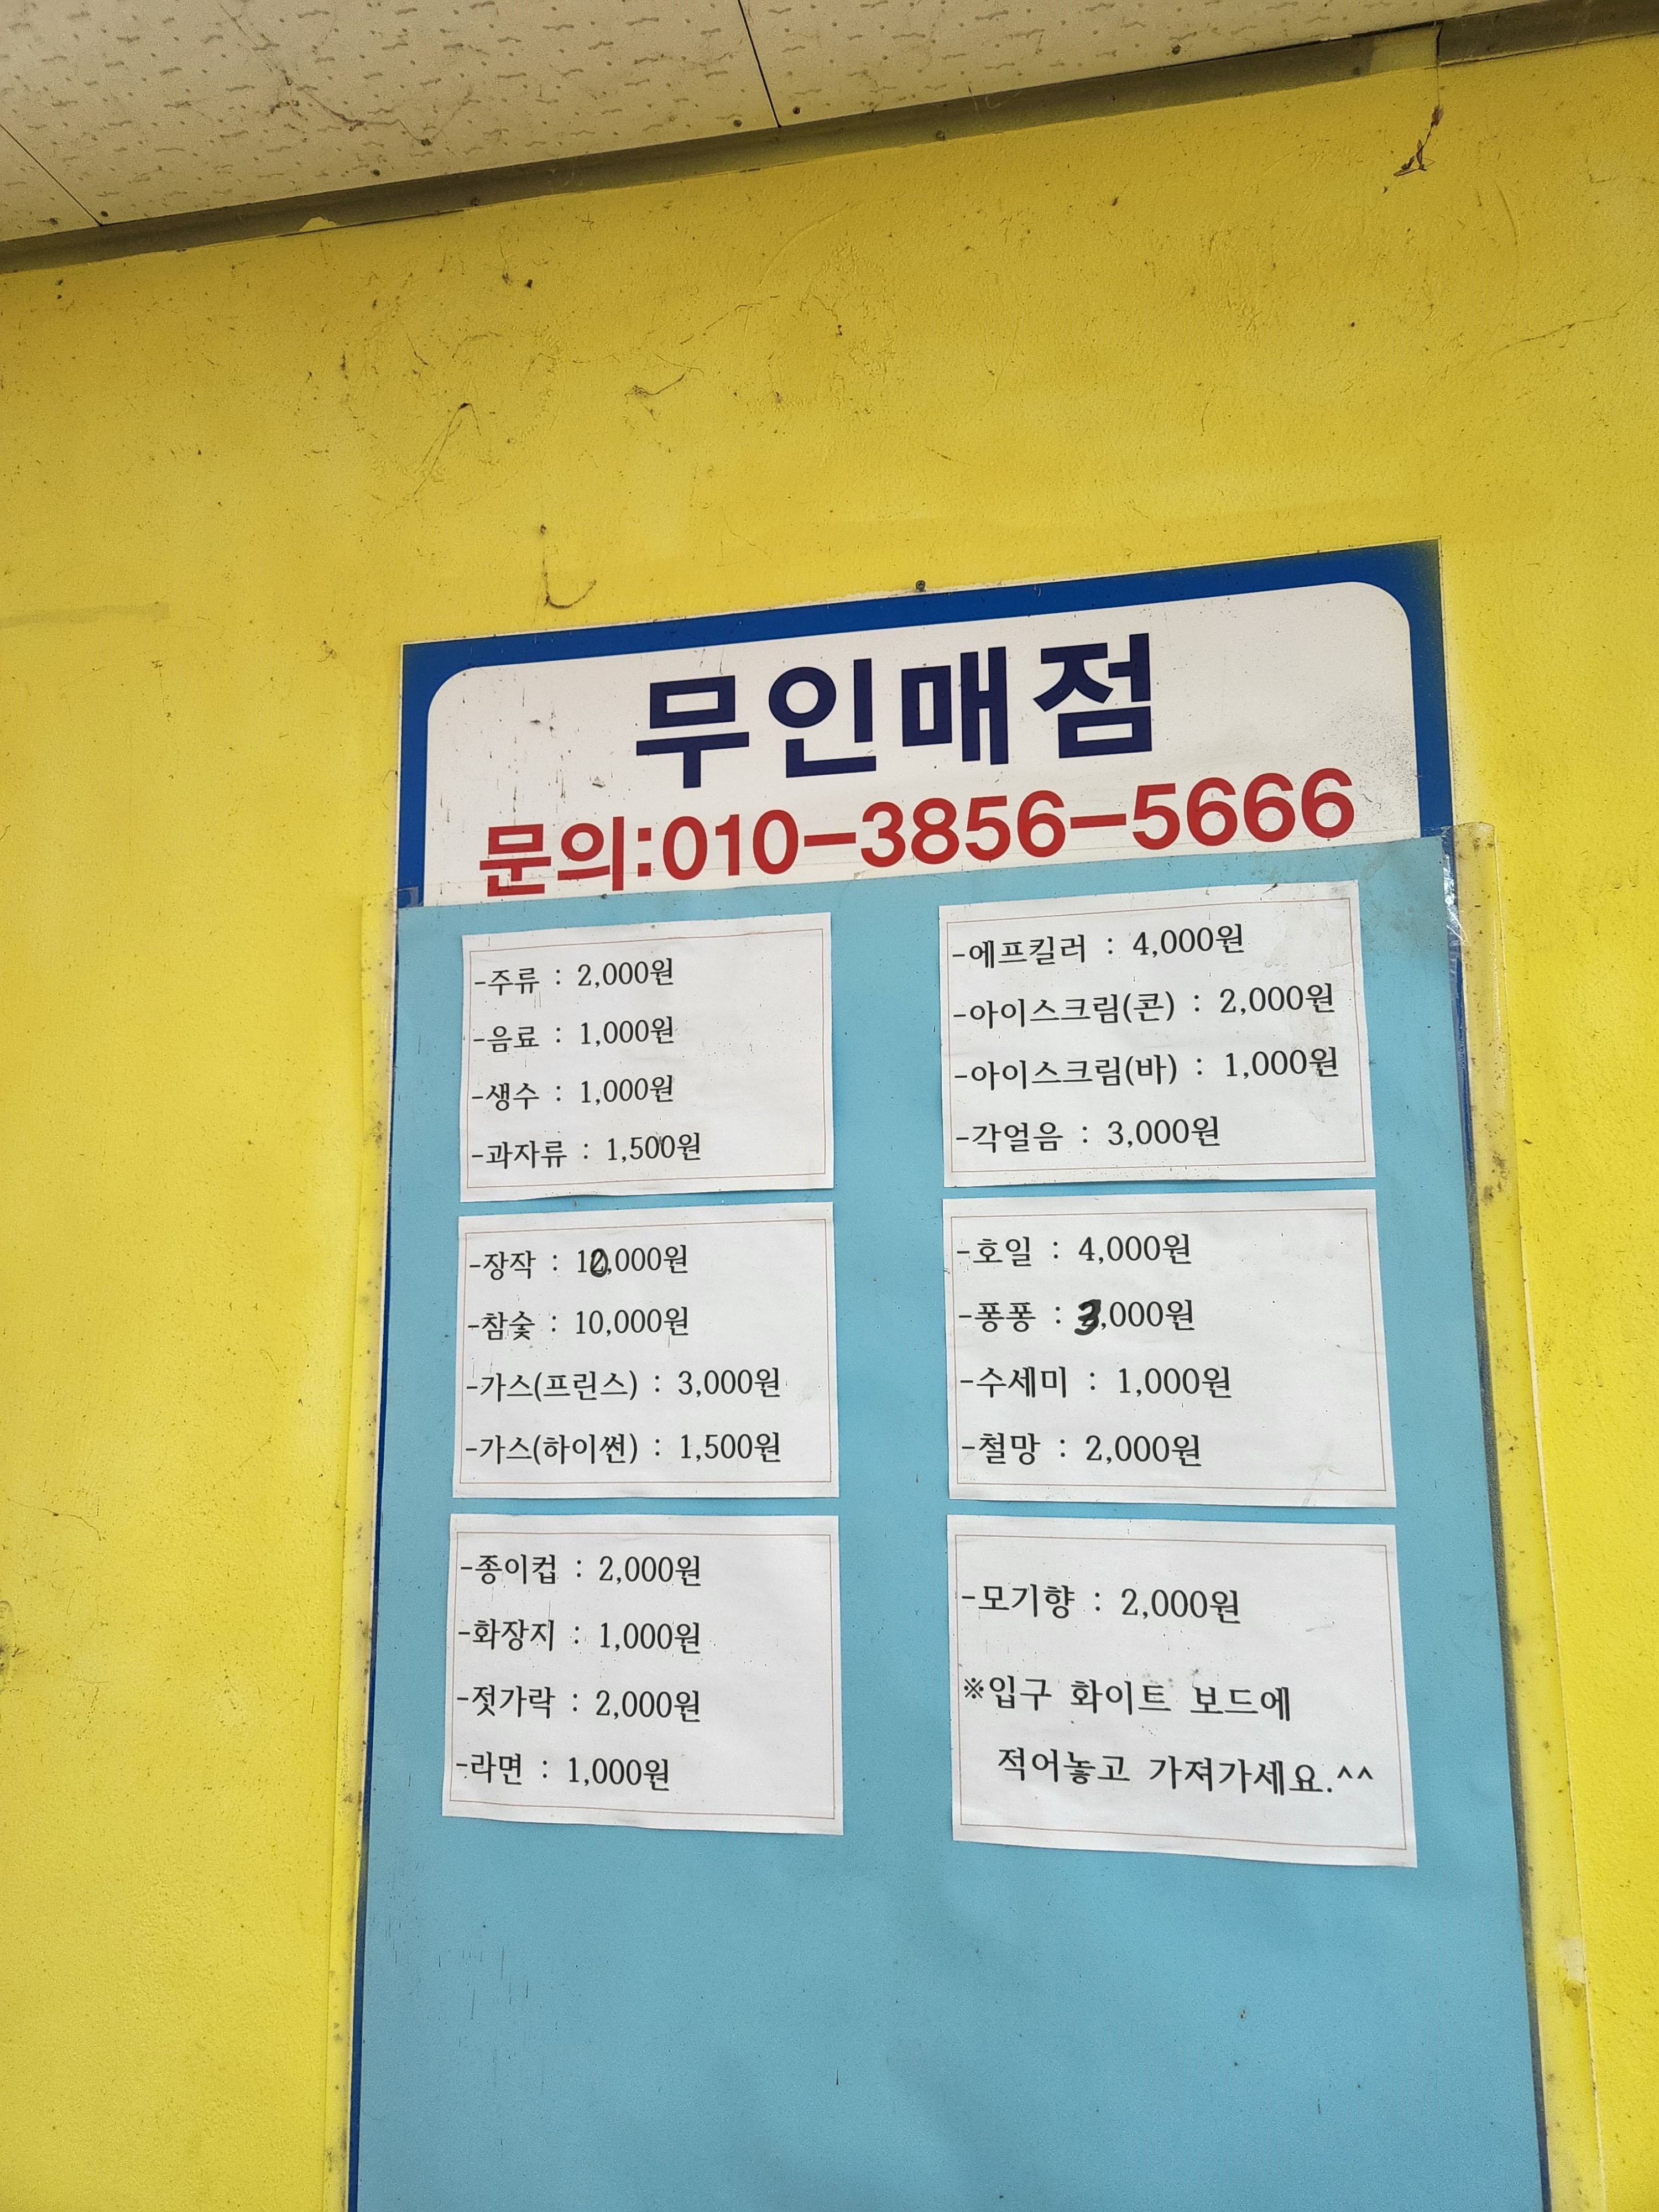 무인매점
문의:010-3856-5666
-주류 : 2,000원
-음료 : 1,000원
-생수 : 1,000원
-과자류 : 1,500원
-장작 : 10,000원
-참숯 : 10,000원
-가스(프린스) : 3,000원
-가스(하이썬) : 1,500원
-종이컵 : 2,000원
-화장지 : 1,000원
-젓가락 : 2,000원
-라면 : 1,000원
-에프킬러 : 4,000원
-아이스크림(콘) : 2,000원
-아이스크림(바) : 1,000원
-각얼음 : 3,000원
-호일 : 4,000원
-퐁퐁 : 3,000원
-수세미 : 1,000원
-철망 : 2,000원
-모기향 : 2,000원
※입구 화이트 보드에
적어놓고 가져가세요.^^